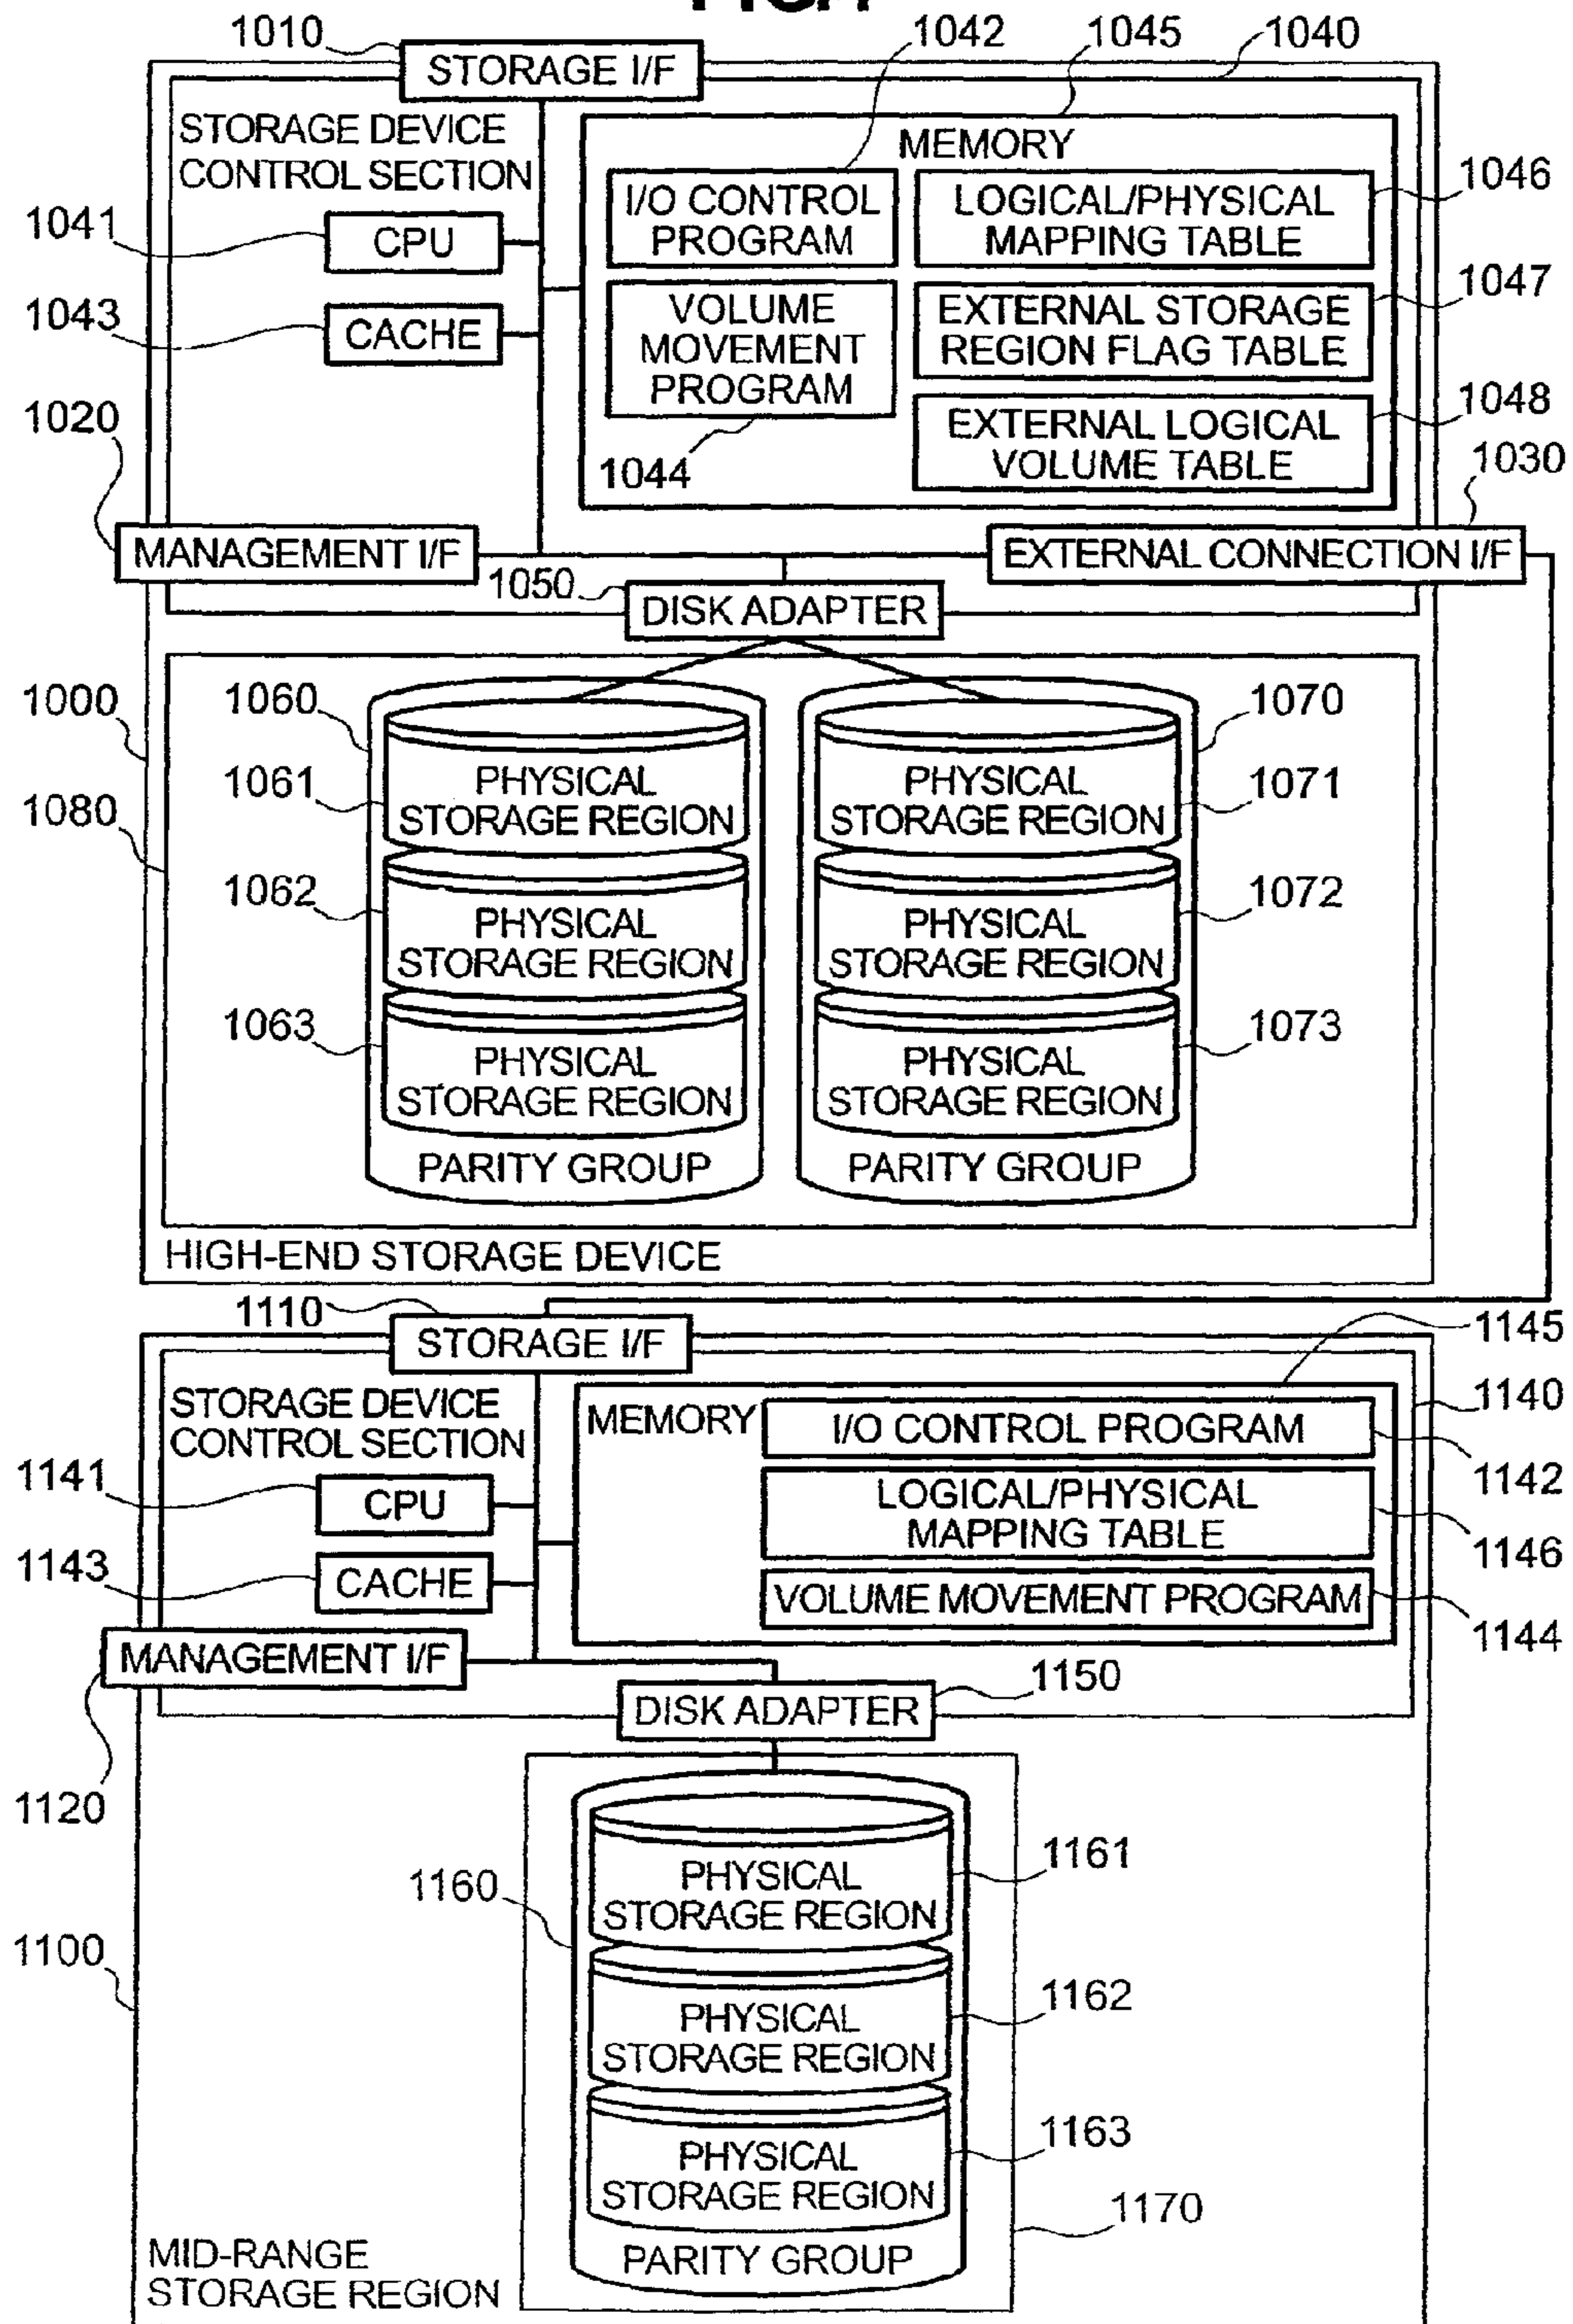 1010
1042
1045
1040
STORAGE I/F
STORAGE DEVICE
CONTROL SECTION
MEMORY
1046
I/O CONTROL
PROGRAM
LOGICAL/PHYSICAL
MAPPING TABLE
1041
CPU
1047
VOLUME
MOVEMENT
PROGRAM
EXTERNAL STORAGE
REGION FLAG TABLE
1043
CACHE
1048
1020
EXTERNAL LOGICAL
VOLUME TABLE
1044
1030
MANAGEMENT I/F
EXTERNAL CONNECTION I/F
1050
DISK ADAPTER
1000
1060
1070
1061
PHYSICAL
STORAGE REGION
PHYSICAL
STORAGE REGION
1071
1080
1062
PHYSICAL
STORAGE REGION
PHYSICAL
STORAGE REGION
1072
1063
PHYSICAL
STORAGE REGION
PHYSICAL
STORAGE REGION
1073
PARITY GROUP
PARITY GROUP
HIGH-END STORAGE DEVICE
1110
STORAGE I/F
1145
STORAGE DEVICE
CONTROL SECTION
MEMORY
I/O CONTROL PROGRAM
1140
1141
CPU
LOGICAL/PHYSICAL
MAPPING TABLE
1142
1143
CACHE
1146
VOLUME MOVEMENT PROGRAM
1144
MANAGEMENT I/F
1150
DISK ADAPTER
1120
1160
PHYSICAL
STORAGE REGION
1161
1100
PHYSICAL
STORAGE REGION
1162
PHYSICAL
STORAGE REGION
1163
1170
PARITY GROUP
MID-RANGE
STORAGE REGION